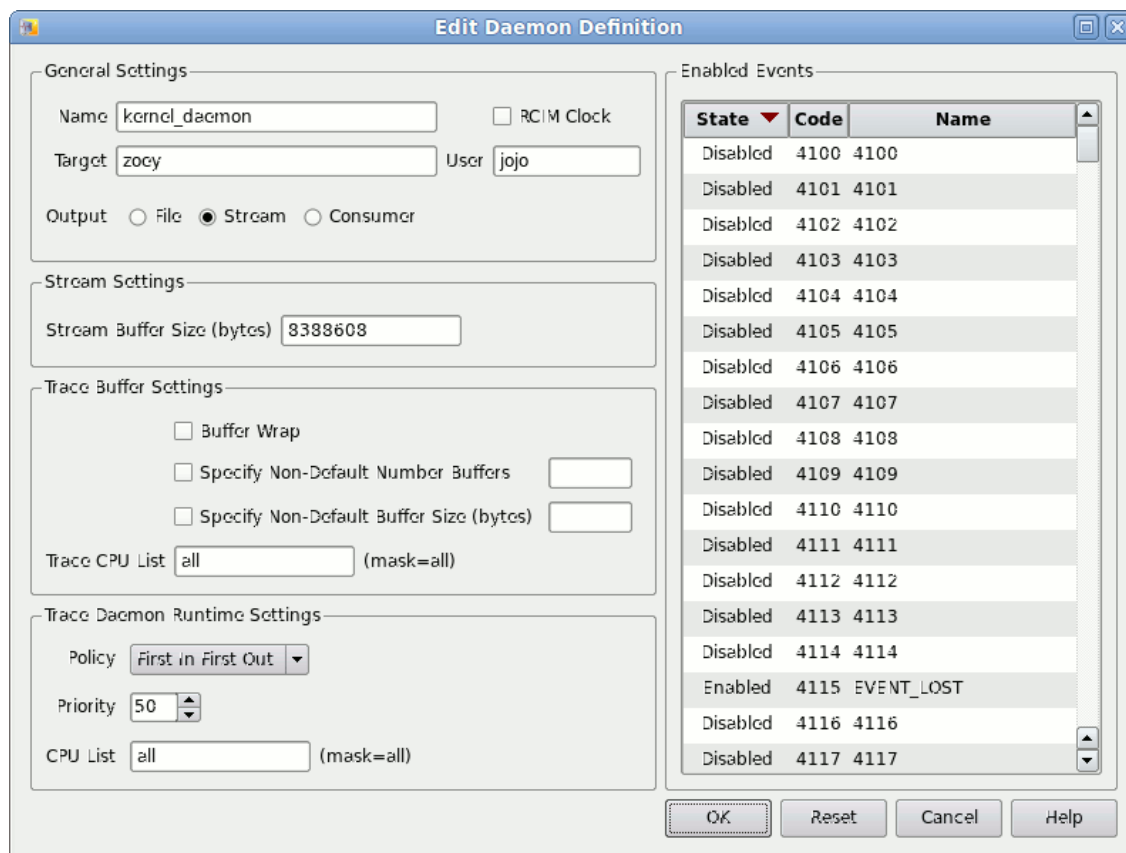 Edit Daemon Definition
General Settings
Name kernel_daemon RCIM Clock
Target zoey User jojo
Output File Stream Consumer
Stream Settings
Stream Buffer Size (bytes) 8388608
Trace Buffer Settings
Buffer Wrap
Specify Non-Default Number Buffers
Specify Non-Default Buffer Size (bytes)
Trace CPU List all (mask=all)
Trace Daemon Runtime Settings
Policy First In First Out
Priority 50
CPU List all (mask=all)
Enabled Events
State Code Name
Disabled 4100 4100
Disabled 4101 4101
Disabled 4102 4102
Disabled 4103 4103
Disabled 4104 4104
Disabled 4105 4105
Disabled 4106 4106
Disabled 4107 4107
Disabled 4108 4108
Disabled 4109 4109
Disabled 4110 4110
Disabled 4111 4111
Disabled 4112 4112
Disabled 4113 4113
Disabled 4114 4114
Enabled 4115 EVENT_LOST
Disabled 4116 4116
Disabled 4117 4117
OK Reset Cancel Help